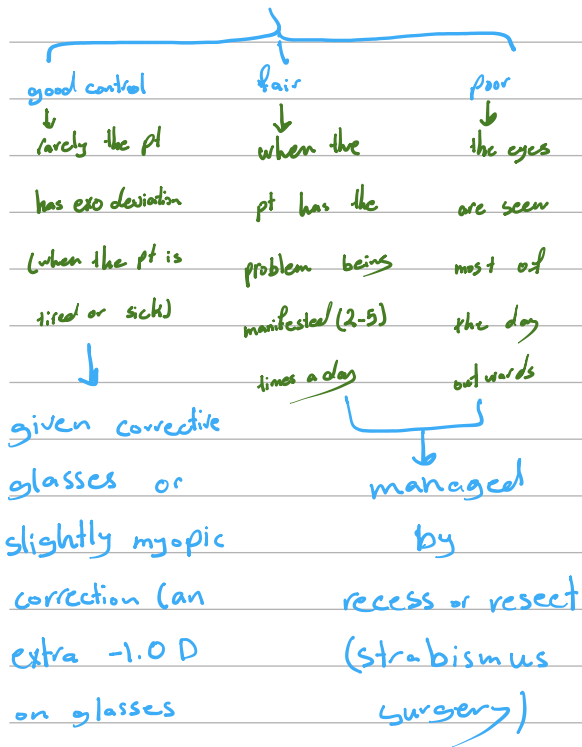 good control
rarely the pt
has exo deviation
(when the pt is
tired or sick)
given corrective
glasses or
slightly myopic
correction (an
extra -1.0 D
on glasses
fair
when the
pt has the
problem being
manifested (2-5)
times a day
poor
the eyes
are seen
most of
the day
outwards
managed
by
recess or resect
(strabismus
surgery)